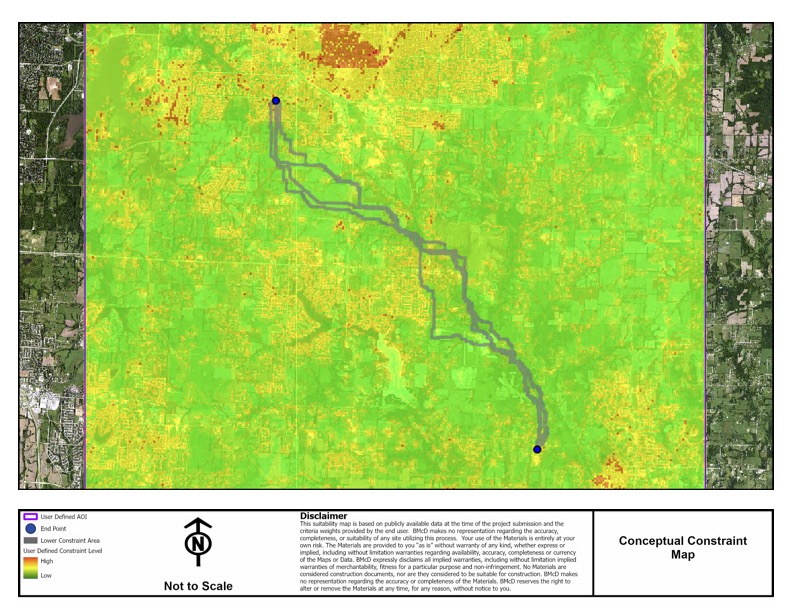 User Defined AOI
End Point
Lower Constraint Area
User Defined Constraint Level
High
Low
N
Not to Scale
Disclaimer
This suitability map is based on publicly available data at the time of the project submission and the
criteria weights provided by the end user.  BMcD makes no representation regarding the accuracy,
completeness, or suitability of any site utilizing this process.  Your use of the Materials is entirely at your
own risk. The Materials are provided to you "as is" without warranty of any kind, whether express or
implied, including without limitation warranties regarding availability, accuracy, completeness or currency
of the Maps or Data. BMcD expressly disclaims all implied warranties, including without limitation implied
warranties of merchantability, fitness for a particular purpose and non-infringement. No Materials are
considered construction documents, nor are they considered to be suitable for construction. BMcD makes
no representation regarding the accuracy or completeness of the Materials. BMcD reserves the right to
alter or remove the Materials at any time, for any reason, without notice to you.
Conceptual Constraint
Map